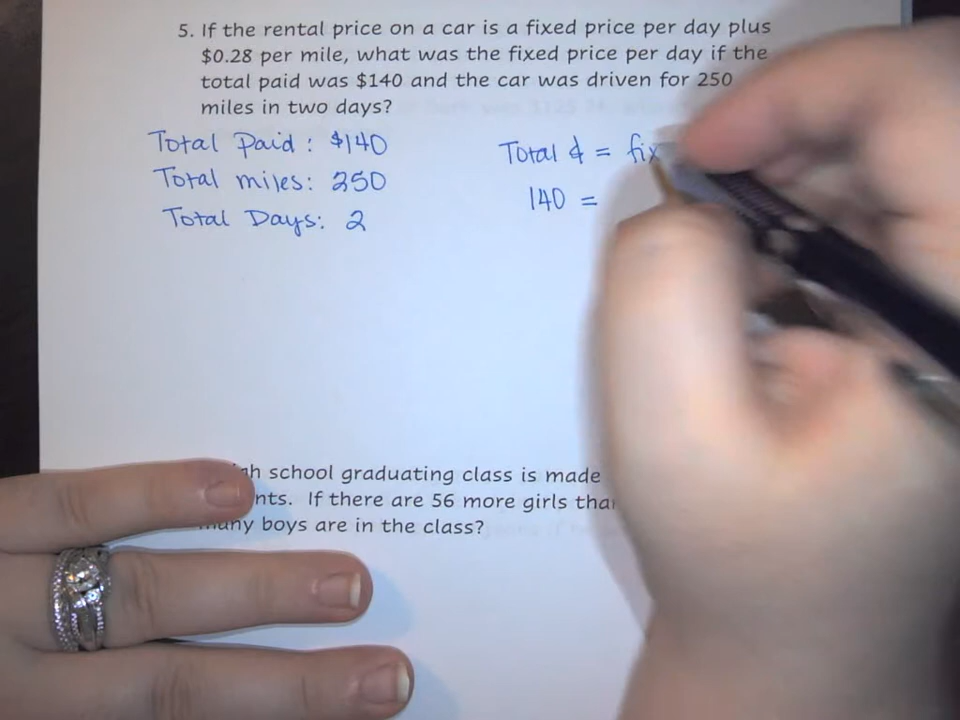 5. If the rental price on a car is a fixed price per day plus
$0.28 per mile, what was the fixed price per day if the
total paid was $140 and the car was driven for 250
miles in two days?
Total Paid: $140
Total miles: 250
Total Days: 2
Total $ = fix
140 =
school graduating class is made
If there are 56 more girls
many boys are in the class?